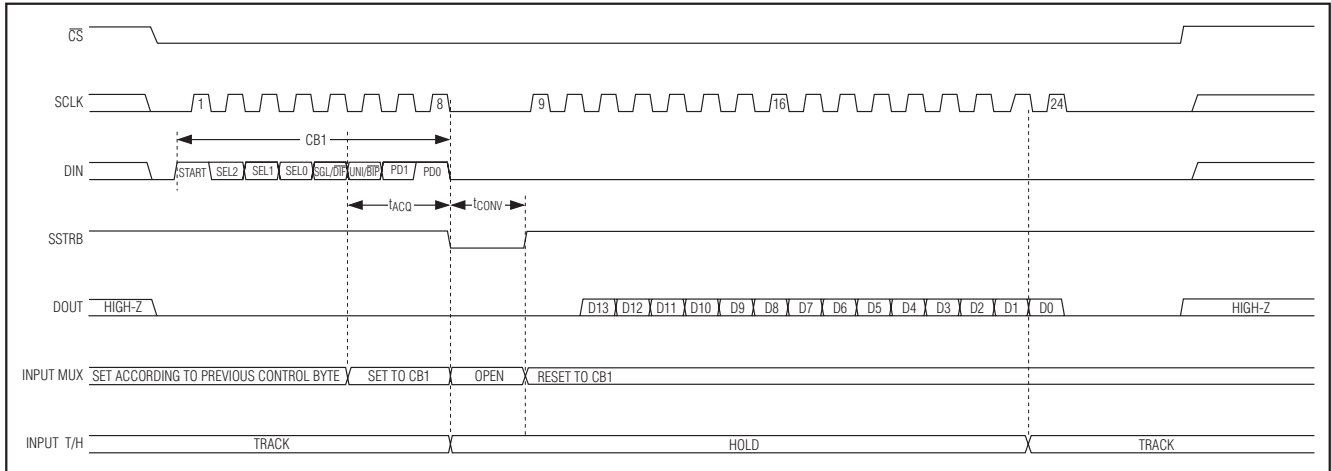 CS
SCLK 1 8 9 16 24
CB1
DIN START SEL2 SEL1 SEL0 SGL/DIF UNI/BIP PD1 PD0
tACQ tCONV
SSTRB
DOUT HIGH-Z D13 D12 D11 D10 D9 D8 D7 D6 D5 D4 D3 D2 D1 D0 HIGH-Z
INPUT MUX SET ACCORDING TO PREVIOUS CONTROL BYTE SET TO CB1 OPEN RESET TO CB1
INPUT T/H TRACK HOLD TRACK